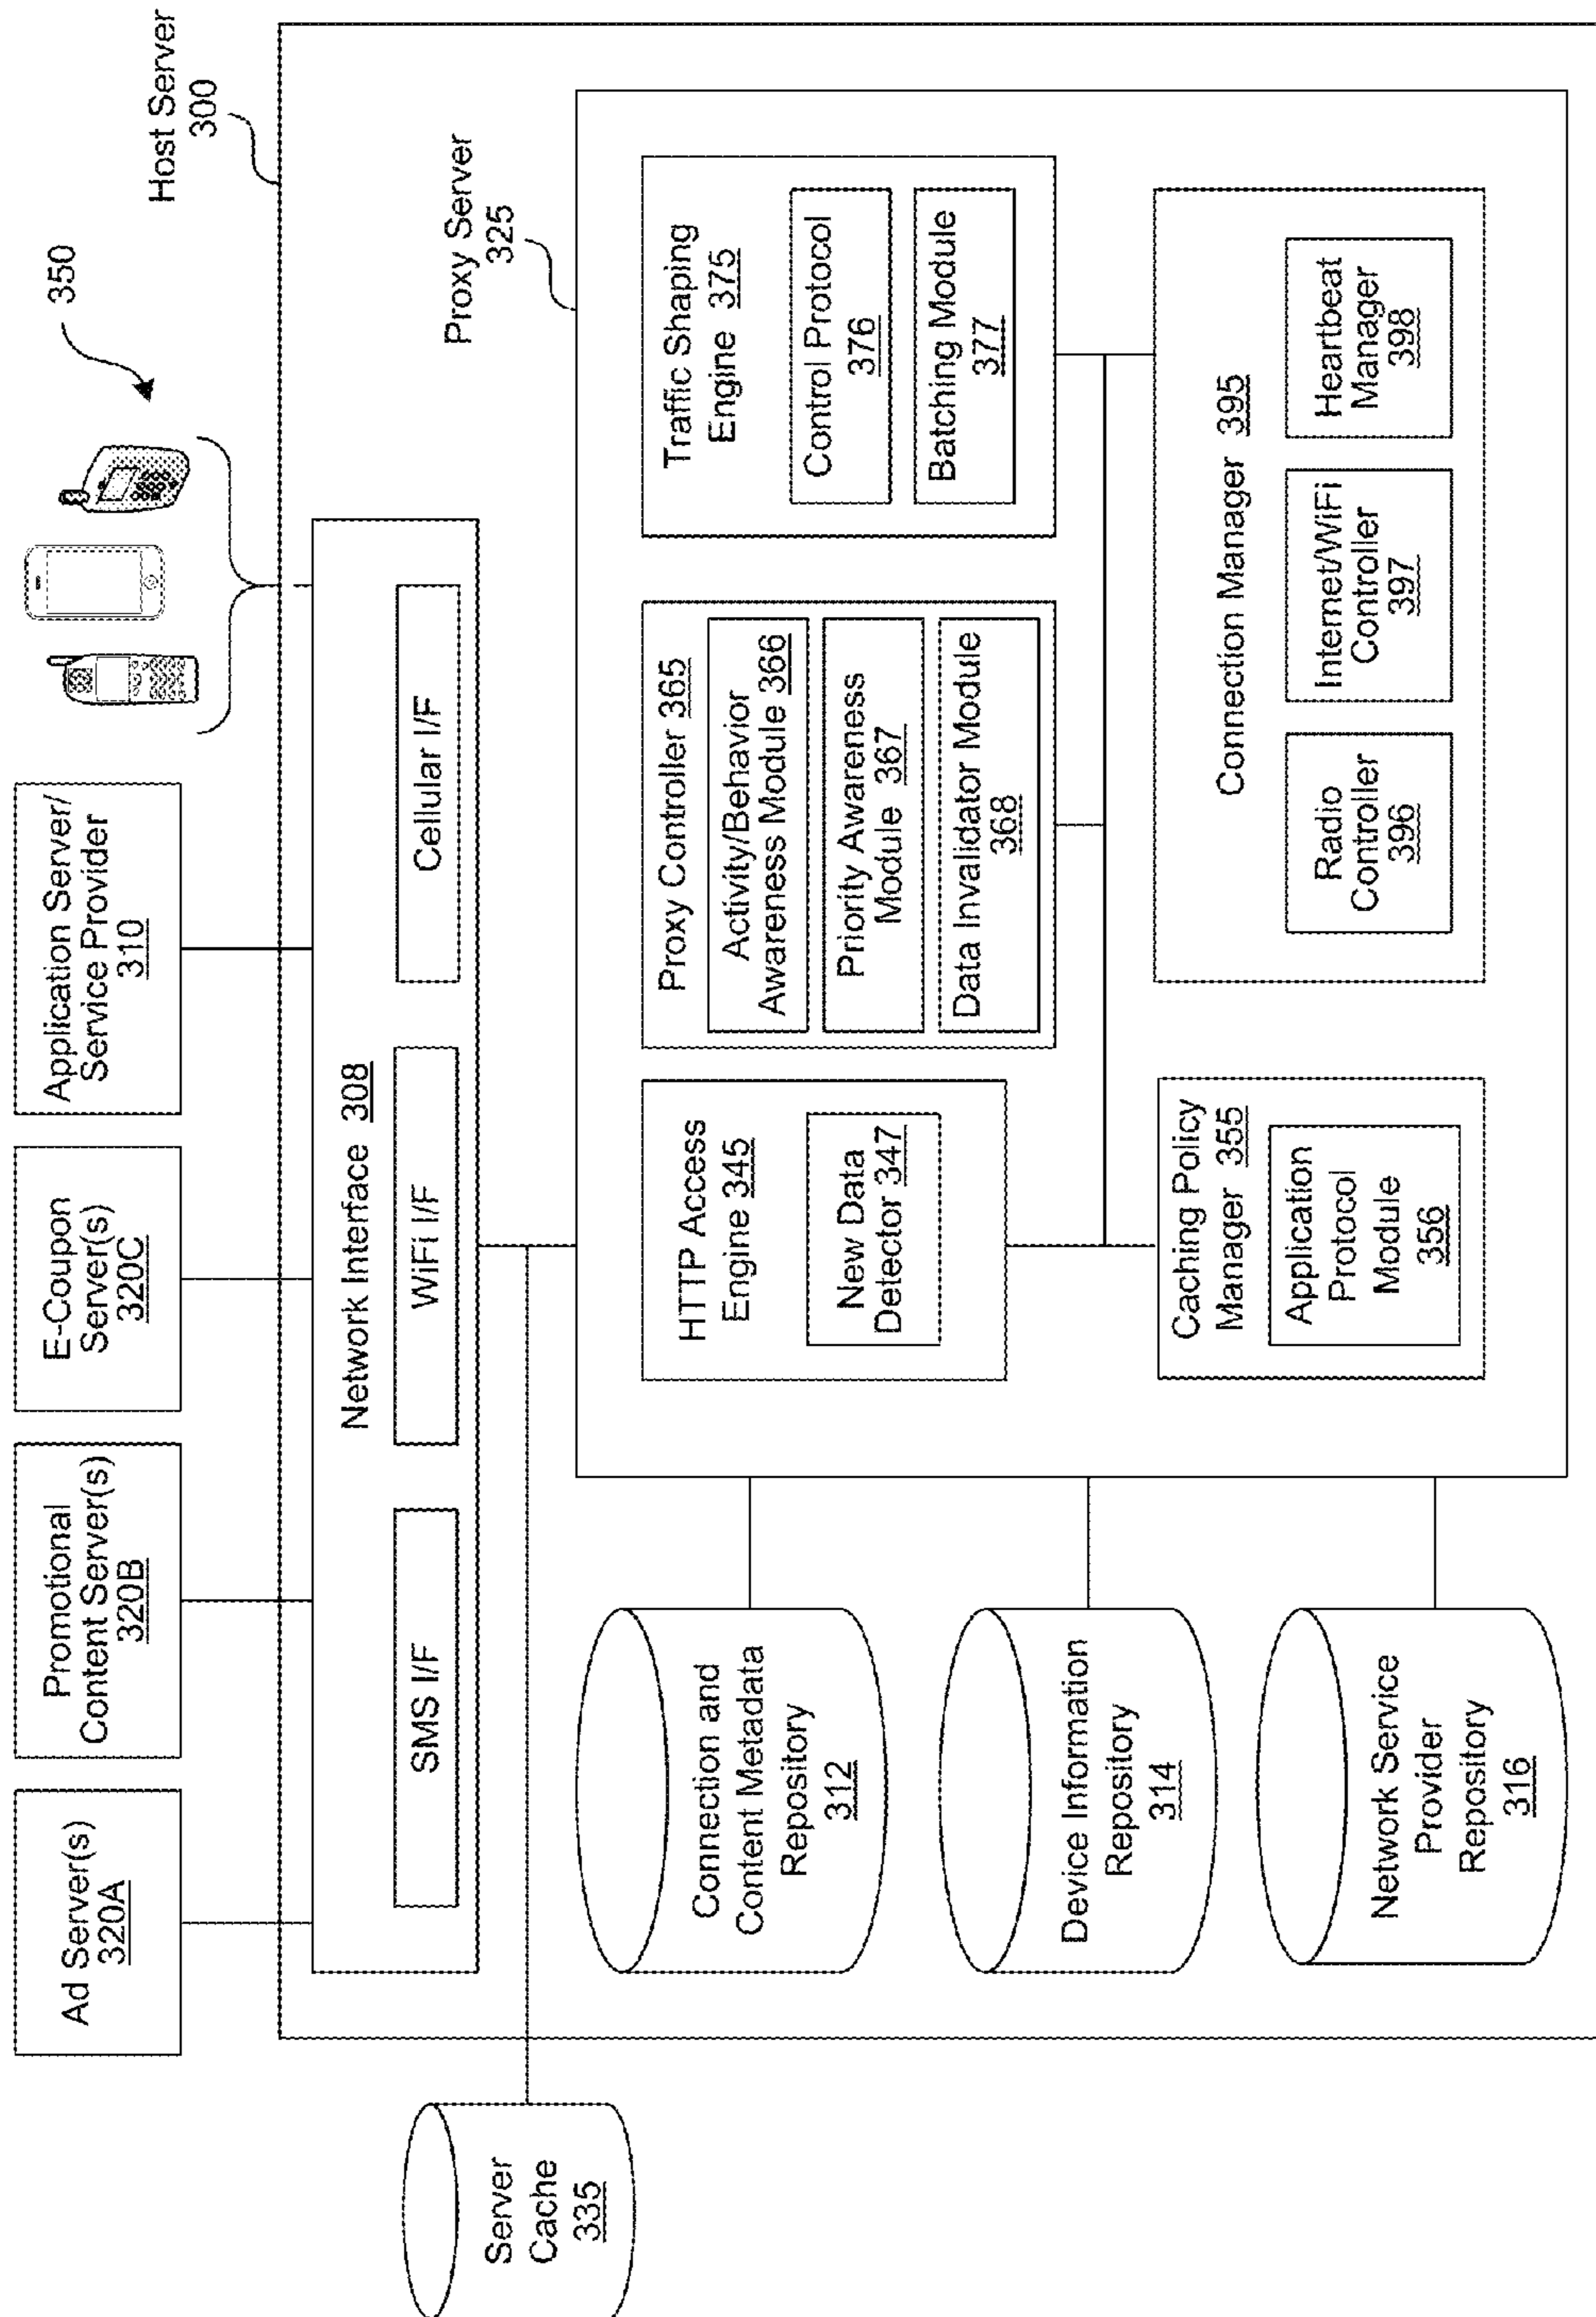 350
Host Server
300
Ad Server(s)
320A
Promotional
Content Server(s)
320B
E-Coupon
Server(s)
320C
Application Server/
Service Provider
310
Network Interface 308
SMS I/F
WiFi I/F
Cellular I/F
Server
Cache
335
Proxy Server
325
Connection and
Content Metadata
Repository
312
Device Information
Repository
314
Network Service
Provider
Repository
316
HTTP Access
Engine 345
New Data
Detector 347
Proxy Controller 365
Activity/Behavior
Awareness Module 366
Priority Awareness
Module 367
Data Invalidator Module
368
Traffic Shaping
Engine 375
Control Protocol
376
Batching Module
377
Caching Policy
Manager 355
Application
Protocol
Module
356
Connection Manager 395
Radio
Controller
396
Internet/WiFi
Controller
397
Heartbeat
Manager
398